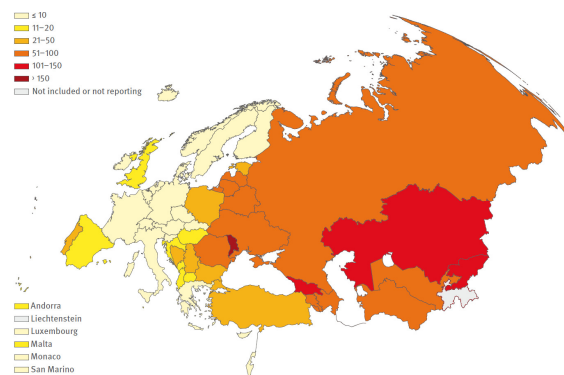 ≤ 10
11–20
21–50
51–100
101–150
> 150
Not included or not reporting
Andorra
Liechtenstein
Luxembourg
Malta
Monaco
San Marino